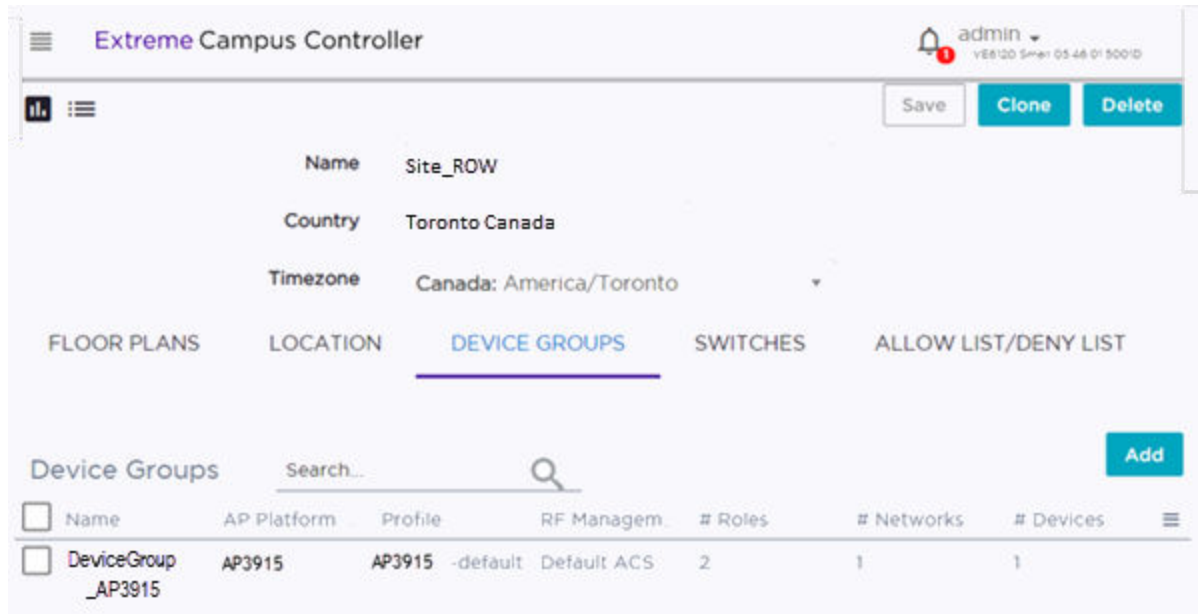 Extreme Campus Controller
1
admin
Save
Clone
Delete
Name
Site_ROW
Country
Toronto Canada
Timezone
Canada: America/Toronto
FLOOR PLANS
LOCATION
DEVICE GROUPS
SWITCHES
ALLOW LIST/DENY LIST
Add
Device Groups
Search...
Name
AP Platform
Profile
RF Managem
# Roles
# Networks
# Devices
DeviceGroup
_AP3915
AP3915
AP3915 -default
Default ACS
2
1
1